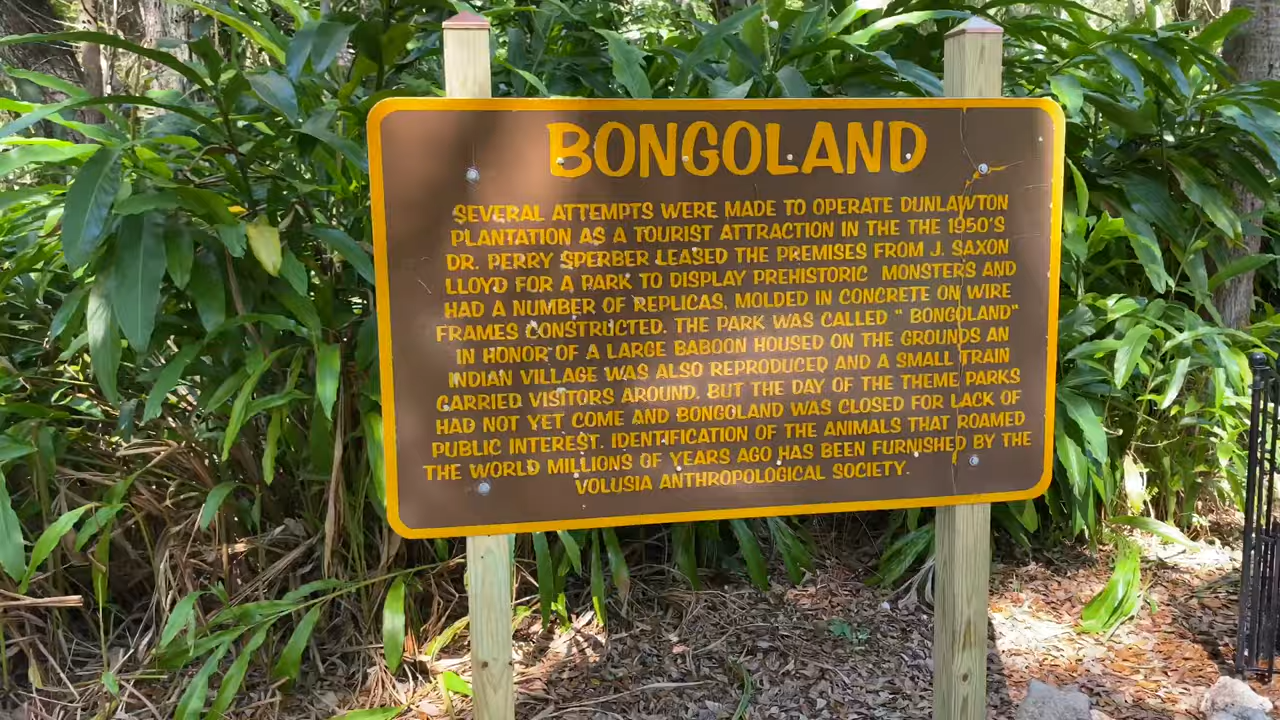 BONGOLAND
SEVERAL ATTEMPTS WERE MADE TO OPERATE DUNLAWTON
PLANTATION AS A TOURIST ATTRACTION IN THE THE 1950'S
DR. PERRY SPERBER LEASED THE PREMISES FROM J. SAXON
LLOYD FOR A PARK TO DISPLAY PREHISTORIC MONSTERS AND
HAD A NUMBER OF REPLICAS, MOLDED IN CONCRETE ON WIRE
FRAMES CONSTRUCTED. THE PARK WAS CALLED " BONGOLAND"
IN HONOR OF A LARGE BABOON HOUSED ON THE GROUNDS AN
INDIAN VILLAGE WAS ALSO REPRODUCED AND A SMALL TRAIN
CARRIED VISITORS AROUND. BUT THE DAY OF THE THEME PARKS
HAD NOT YET COME AND BONGOLAND WAS CLOSED FOR LACK OF
PUBLIC INTEREST. IDENTIFICATION OF THE ANIMALS THAT ROAMED
THE WORLD MILLIONS OF YEARS AGO HAS BEEN FURNISHED BY THE
VOLUSIA ANTHROPOLOGICAL SOCIETY.